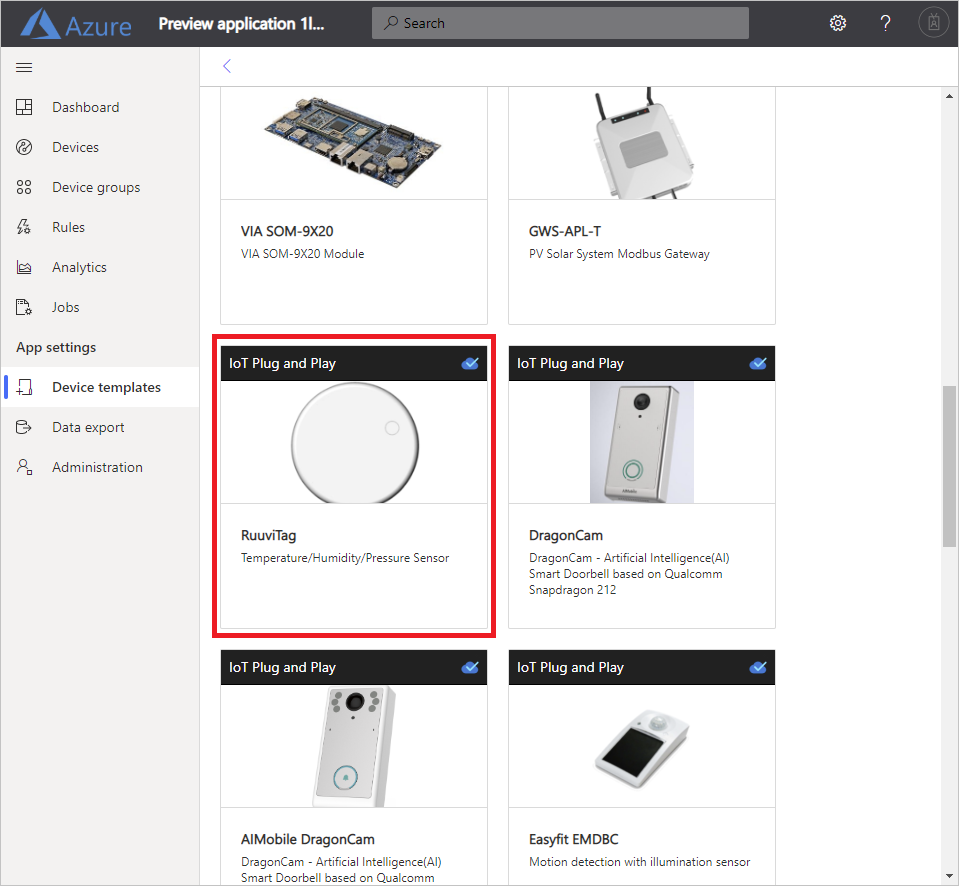 Azure
Preview application 1l...
Search
?
Dashboard
Devices
Device groups
Rules
Analytics
Jobs
App settings
Device templates
Data export
Administration
VIA SOM-9X20
VIA SOM-9X20 Module
GWS-APL-T
PV Solar System Modbus Gateway
IoT Plug and Play
RuuviTag
Temperature/Humidity/Pressure Sensor
IoT Plug and Play
DragonCam
DragonCam - Artificial Intelligence(AI)
Smart Doorbell based on Qualcomm
Snapdragon 212
IoT Plug and Play
AIMobile DragonCam
DragonCam - Artificial Intelligence(AI)
Smart Doorbell based on Qualcomm
IoT Plug and Play
Easyfit EMDBC
Motion detection with illumination sensor